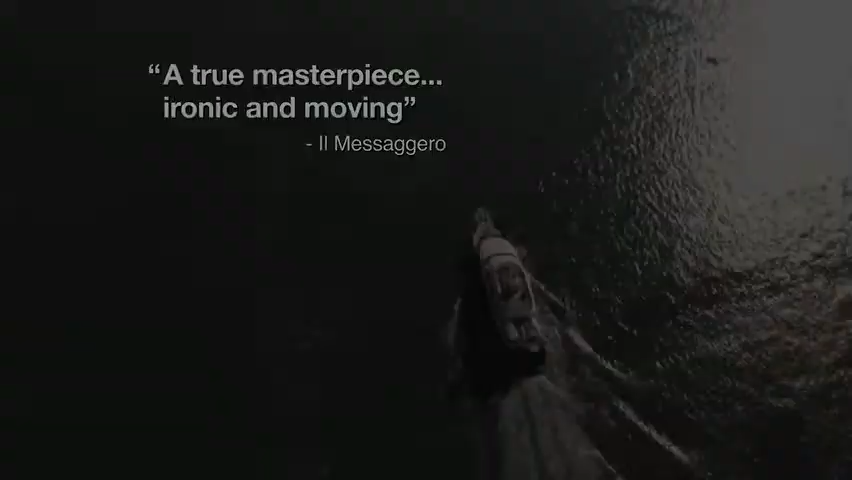 “A true masterpiece...
ironic and moving”
- Il Messaggero